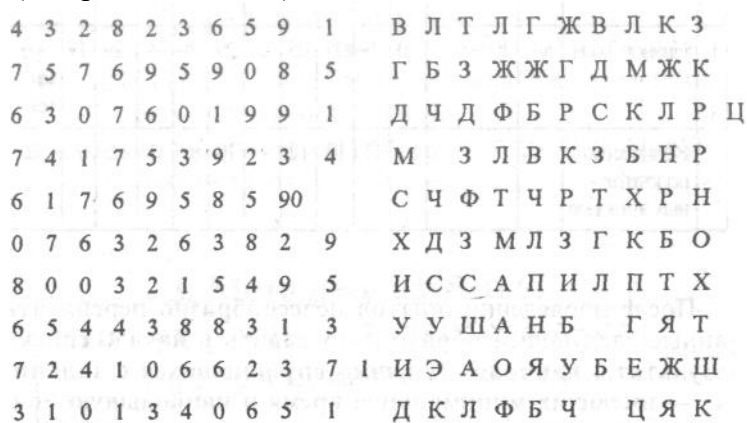 4 3 2 8 2 3 6 5 9 1 В Л Т Л Г Ж В Л К З
7 5 7 6 9 5 9 0 8 5 Г Б З Ж Ж Г Д М Ж К
6 3 0 7 6 0 1 9 9 1 Д Ч Д Ф Б Р С К Л Р Ц
7 4 1 7 5 3 9 2 3 4 М З Л В К З Б Н Р
6 1 7 6 9 5 8 5 90 С Ч Ф Т Ч Р Т Х Р Н
0 7 6 3 2 6 3 8 2 9 Х Д З М Л З Г К Б О
8 0 0 3 2 1 5 4 9 5 И С С А П И Л П Т Х
6 5 4 4 3 8 8 3 1 3 У У Ш А Н Б Г Я Т
7 2 4 1 0 6 6 2 3 7 1 И Э А Э Я У Б Е Ж Ш
3 1 0 1 3 4 0 6 5 1 Д К Л Ф Б Ч Ц Я К